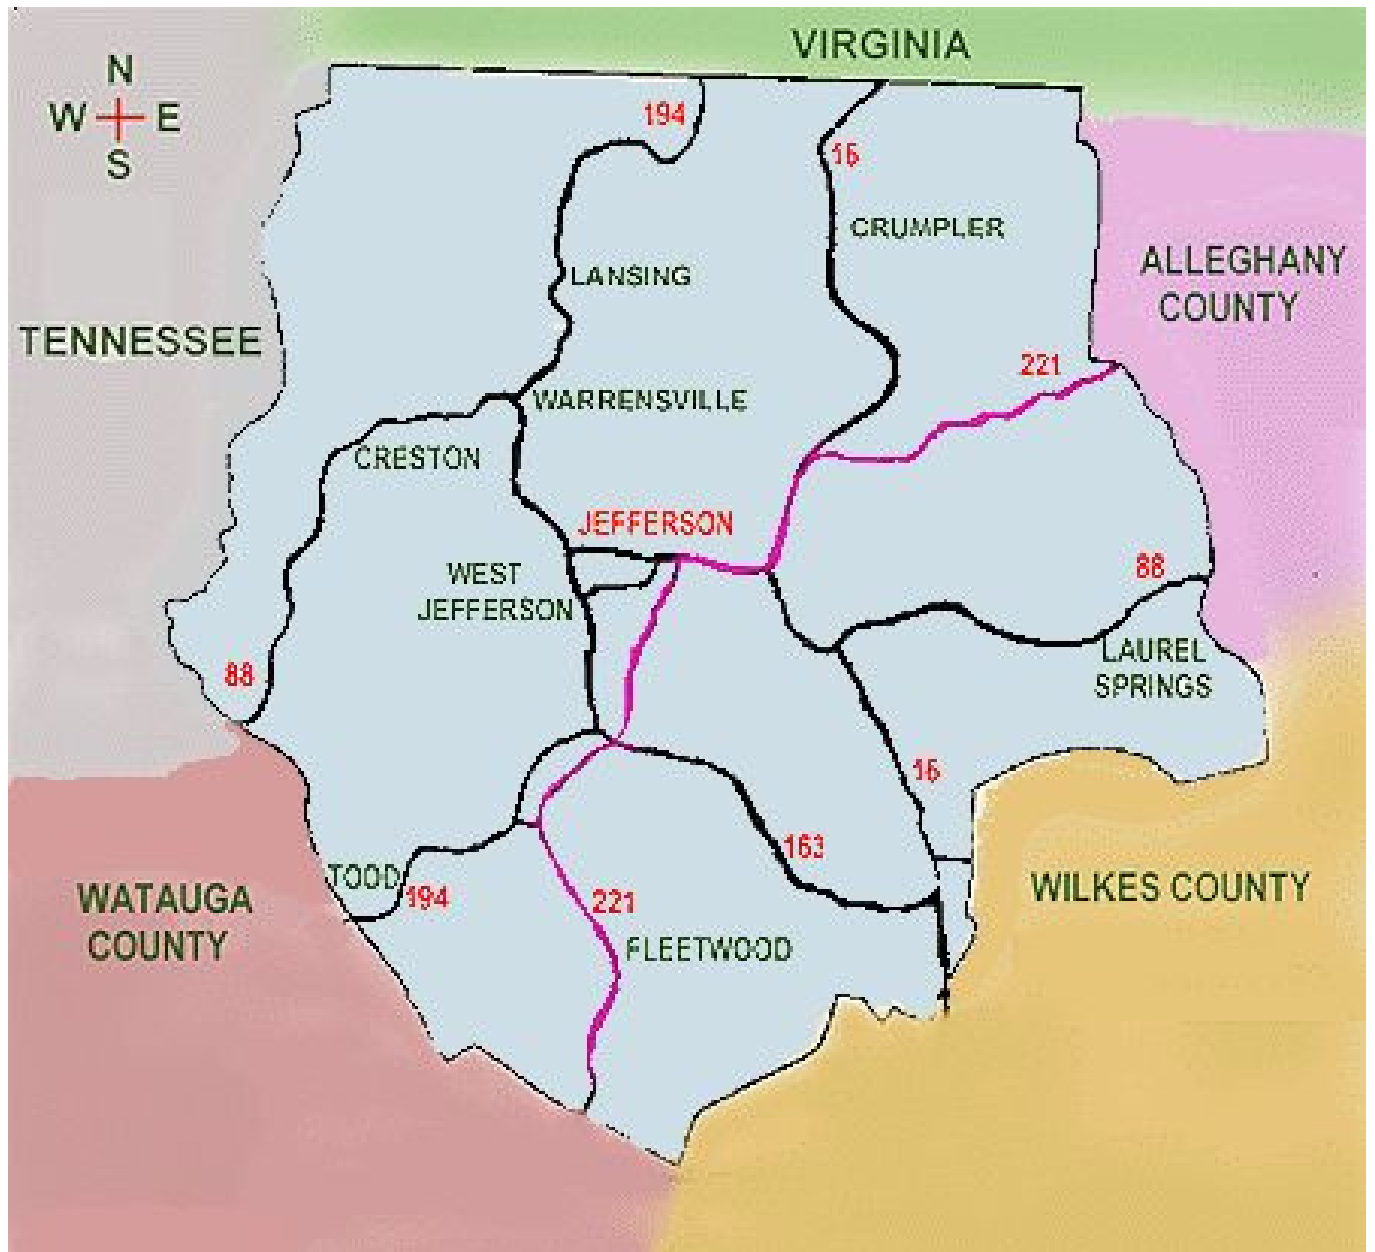 VIRGINIA
N
W E
S
194
16
CRUMPLER
ALLEGHANY
COUNTY
LANSING
TENNESSEE
221
WARRENSVILLE
CRESTON
JEFFERSON
WEST
JEFFERSON
88
LAUREL
SPRINGS
88
16
163
TODD
194
WATAUGA
COUNTY
221
WILKES COUNTY
FLEETWOOD